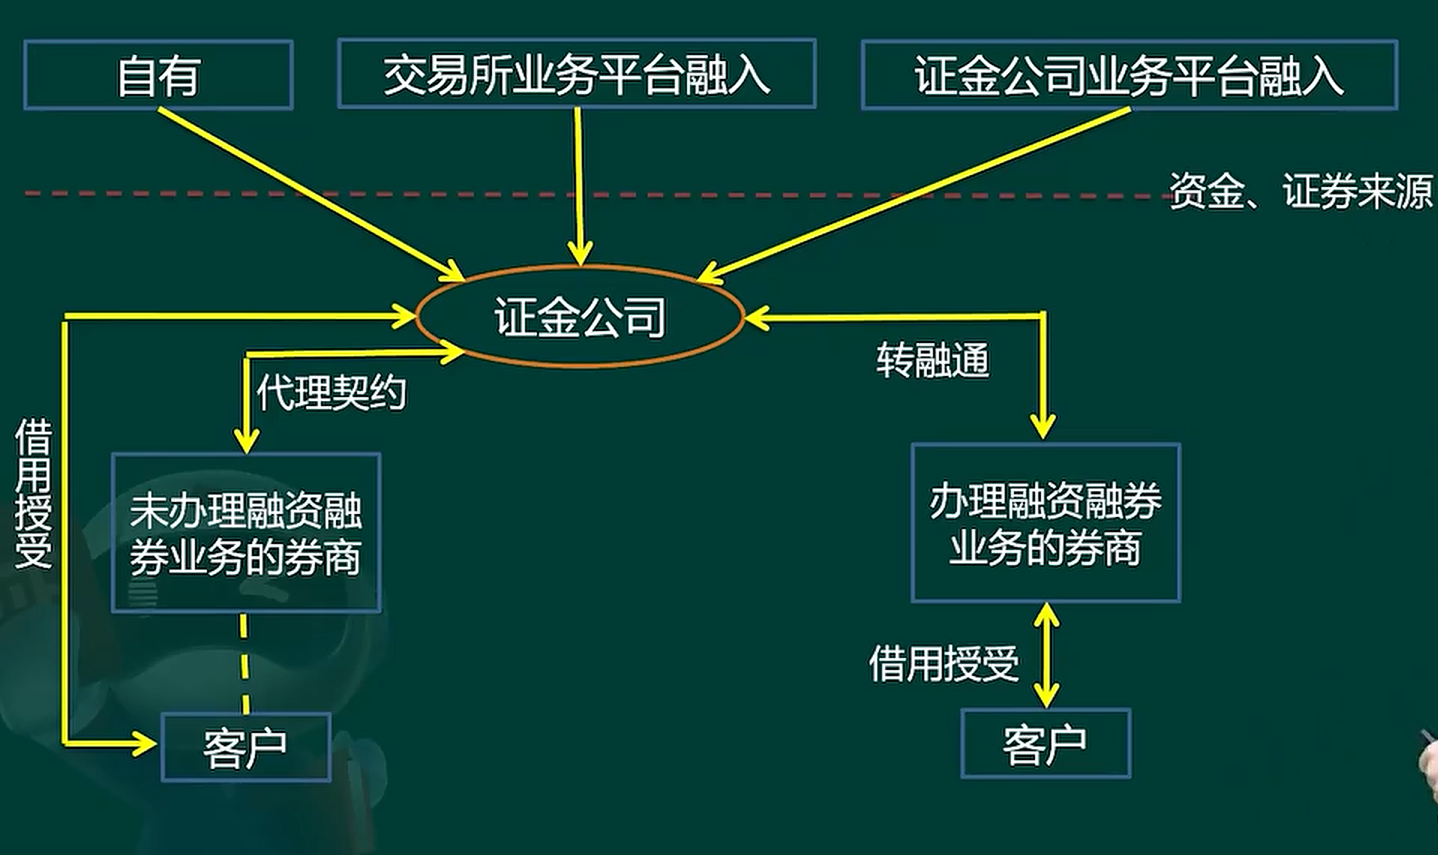 自有
交易所业务平台融入
证金公司业务平台融入
资金、证券来源
证金公司
转融通
代理契约
借用授受
未办理融资融
券业务的券商
办理融资融券
业务的券商
借用授受
客户
客户